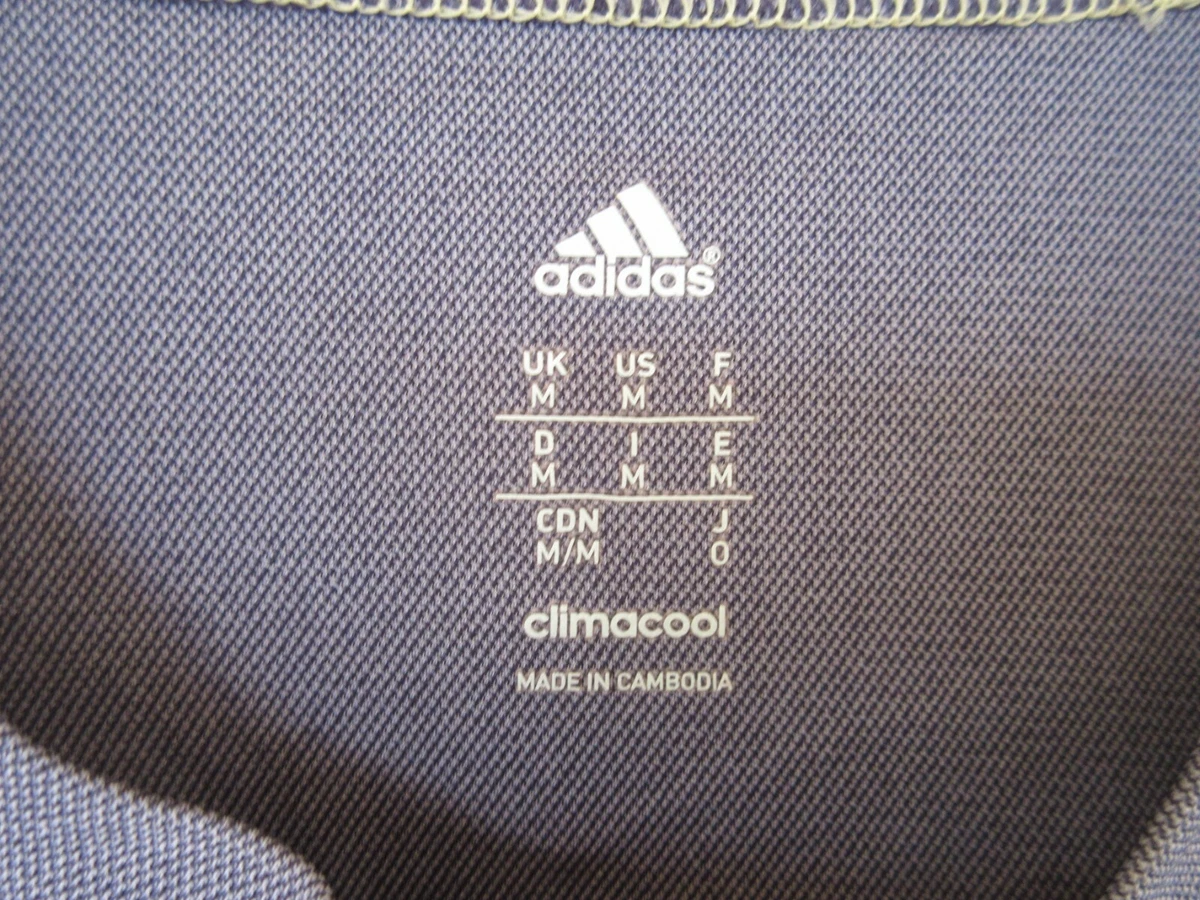 adidas®
UK US F
M M M
D I E
M M M
CDN J
M/M O
climacool
MADE IN CAMBODIA